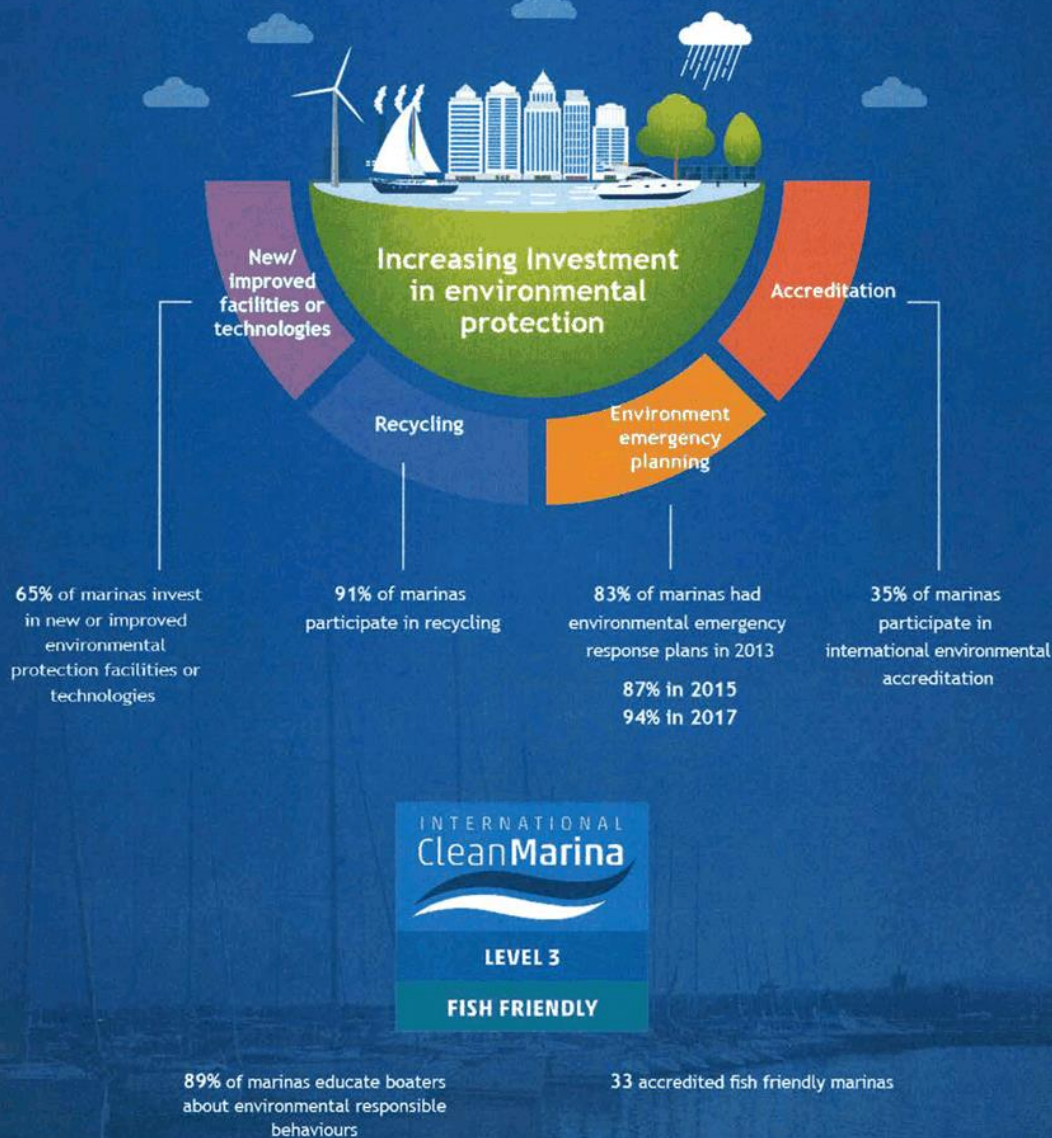 New/
improved
facilities or
technologies
Increasing Investment
in environmental
protection
Accreditation
Recycling
Environment
emergency
planning
65% of marinas invest
in new or improved
environmental
protection facilities or
technologies
91% of marinas
participate in recycling
83% of marinas had
environmental emergency
response plans in 2013
87% in 2015
94% in 2017
35% of marinas
participate in
international environmental
accreditation
INTERNATIONAL
CleanMarina
LEVEL 3
FISH FRIENDLY
89% of marinas educate boaters
about environmental responsible
behaviours
33 accredited fish friendly marinas